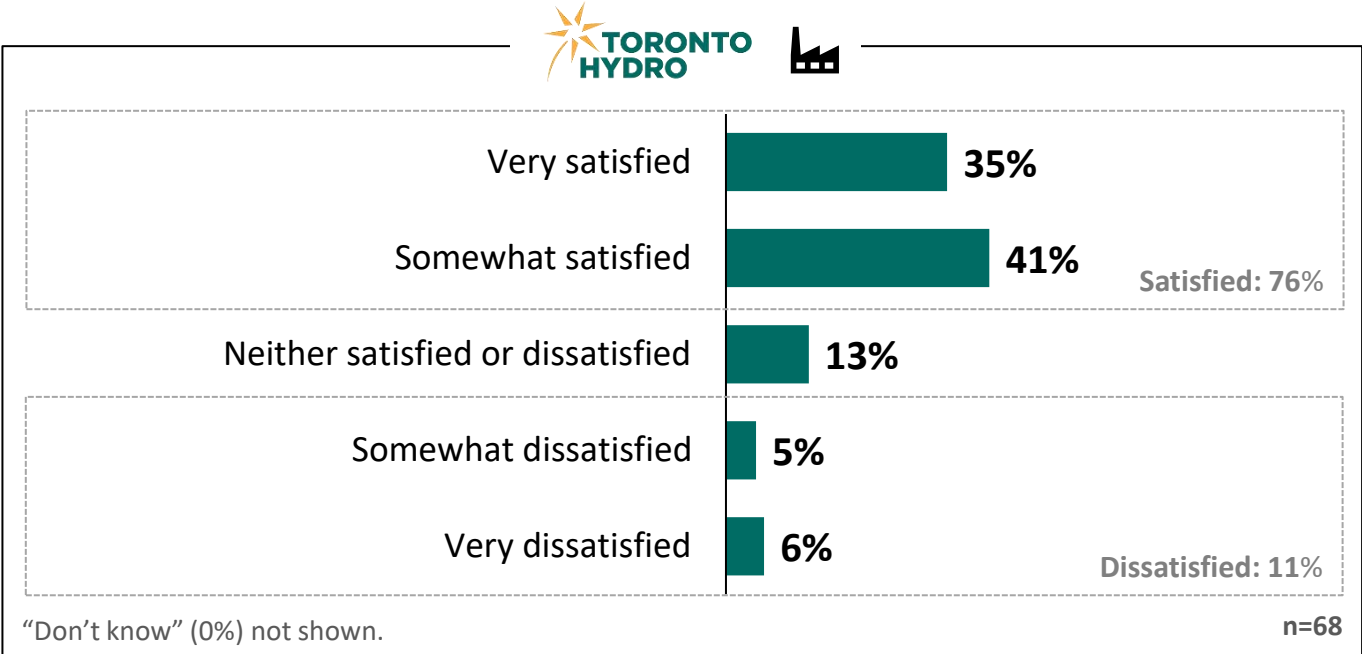 TORONTO
HYDRO
Very satisfied 35%
Somewhat satisfied 41%
Satisfied: 76%
Neither satisfied or dissatisfied 13%
Somewhat dissatisfied 5%
Very dissatisfied 6%
Dissatisfied: 11%
“Don’t know” (0%) not shown. n=68